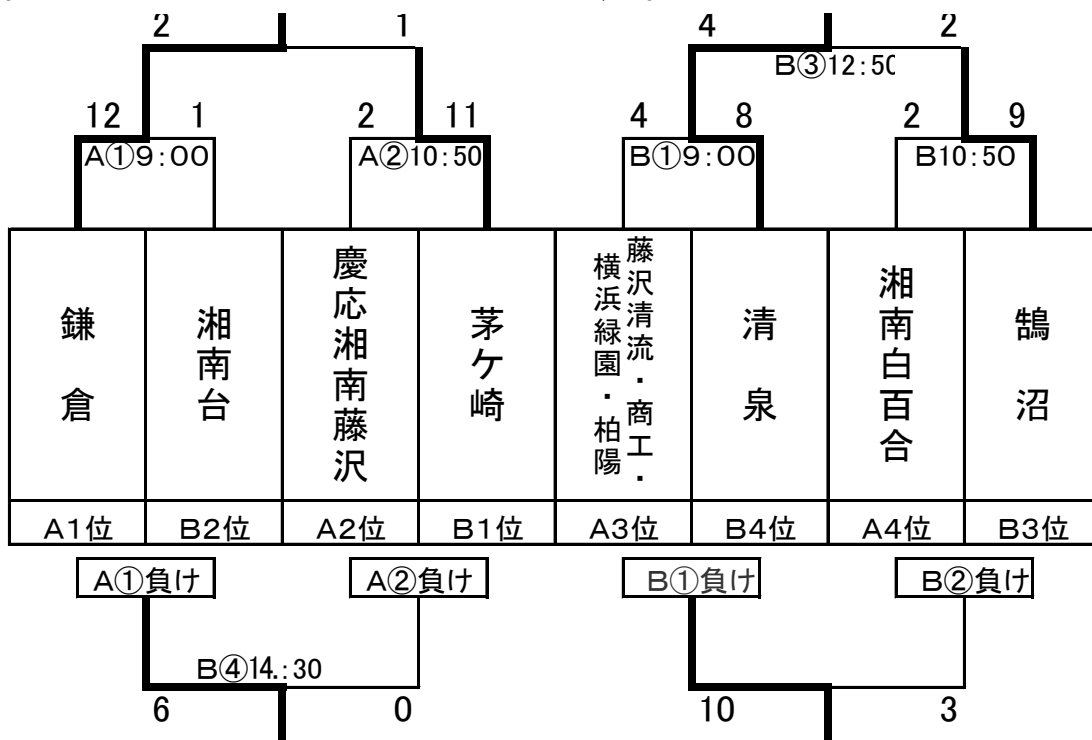 2 1 4 2
B③12:50
12 1 2 11 4 8 2 9
A①9:00 A②10:50 B①9:00 B10:50
鎌倉
湘南台
慶応湘南藤沢
茅ケ崎
藤沢清流・商工・
横浜緑園・柏陽
清泉
湘南白百合
鵠沼
A1位 B2位 A2位 B1位 A3位 B4位 A4位 B3位
A①負け A②負け B①負け B②負け
B④14.:30
6 0 10 3